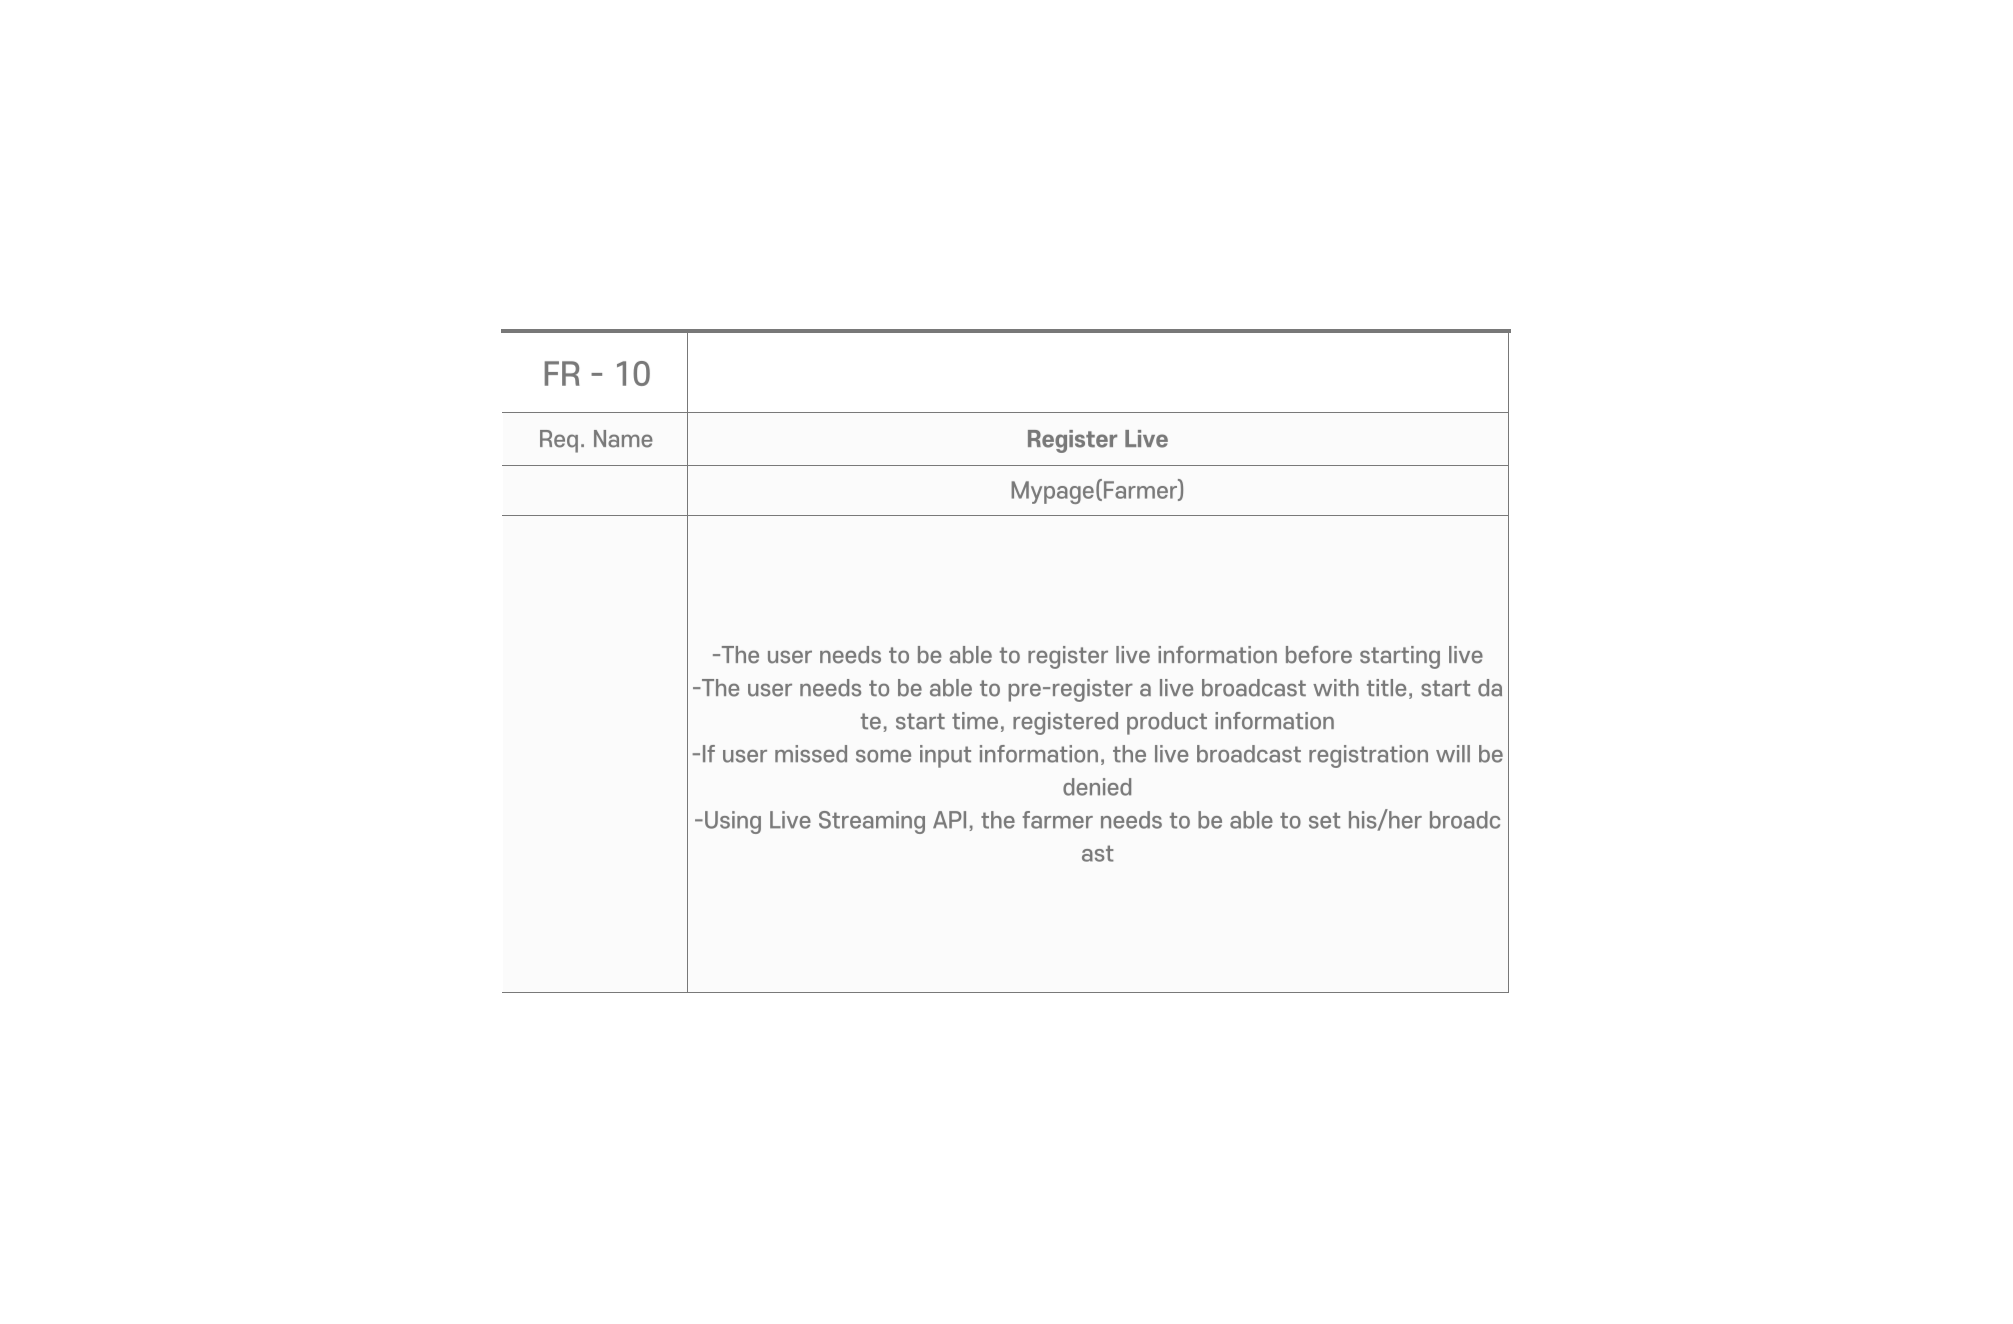 FR - 10
Req. Name
Register Live
Mypage(Farmer)
-The user needs to be able to register live information before starting live
-The user needs to be able to pre-register a live broadcast with title, start da
te, start time, registered product information
-If user missed some input information, the live broadcast registration will be
denied
-Using Live Streaming API, the farmer needs to be able to set his/her broadc
ast